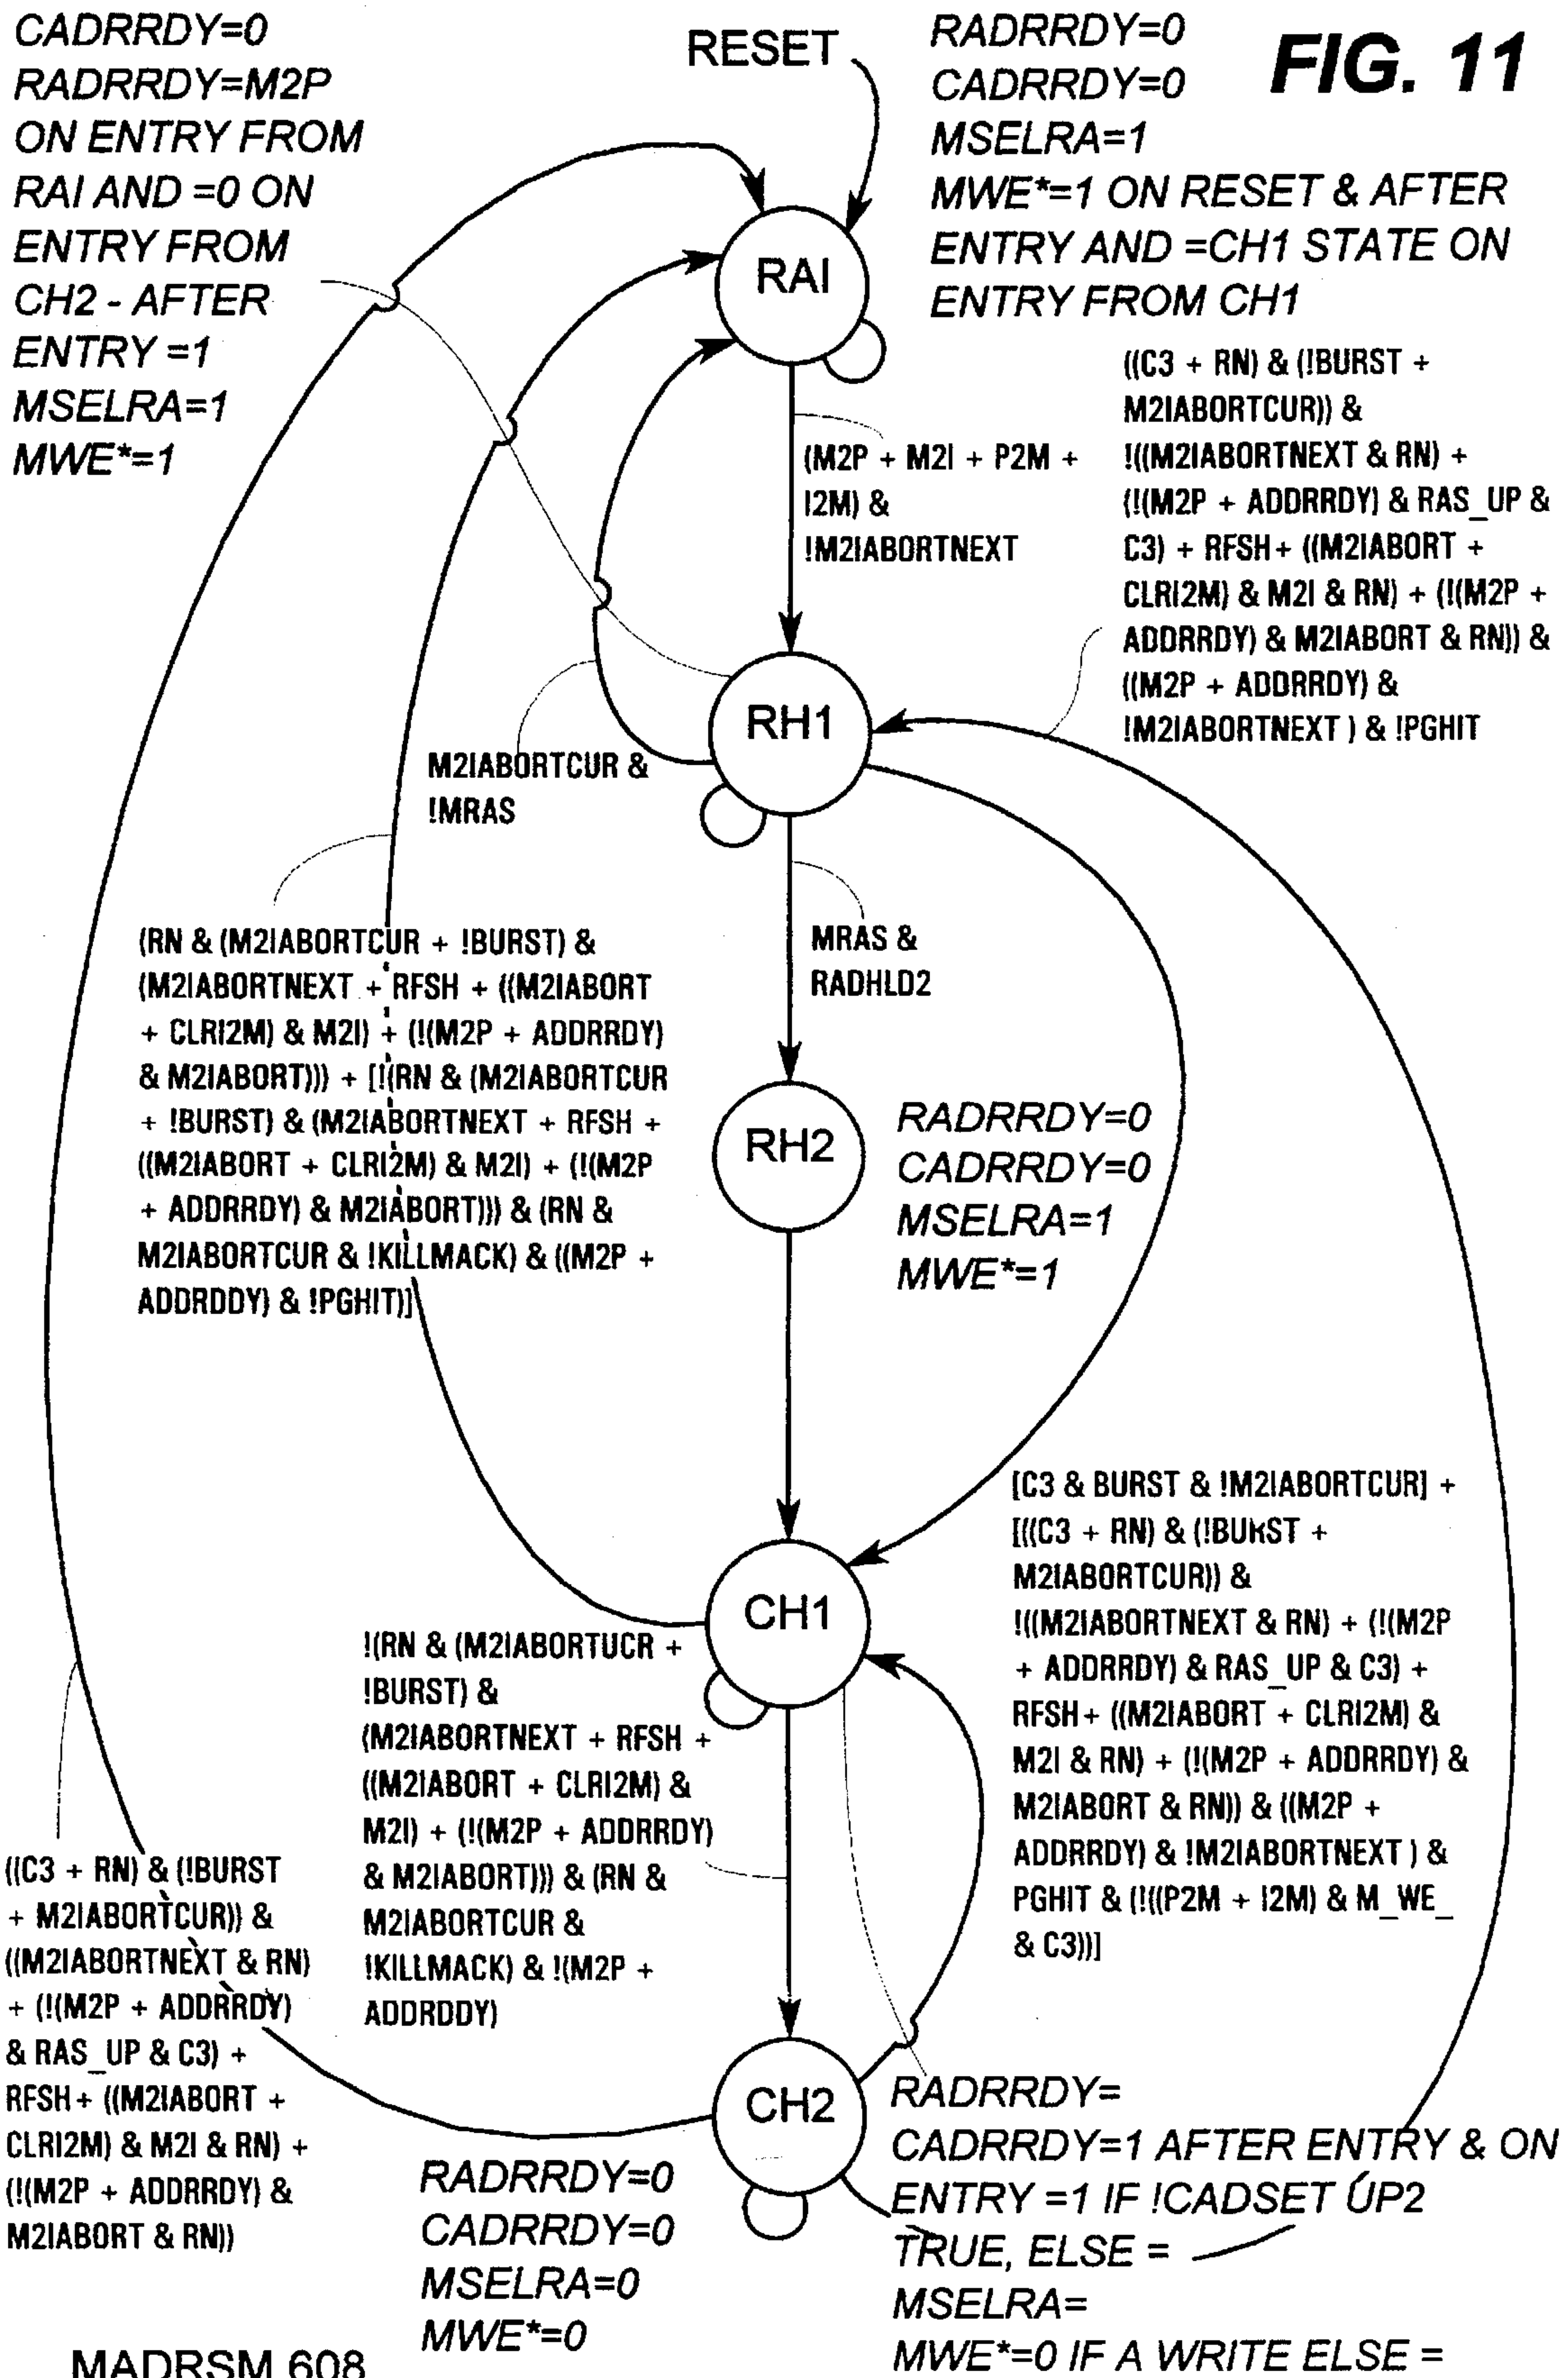 CADRRDY=0
RADRRDY=M2P
ON ENTRY FROM
RAI AND =0 ON
ENTRY FROM
CH2 - AFTER
ENTRY =1
MSELRA=1
MWE*=1
RESET
RADRRDY=0
CADRRDY=0
MSELRA=1
MWE*=1 ON RESET & AFTER
ENTRY AND =CH1 STATE ON
ENTRY FROM CH1
FIG. 11
RAI
((C3 + RN) & (!BURST +
M2IABORTCUR)) &
!((M2IABORTNEXT & RN) +
(!(M2P + ADDRRDY) & RAS_UP &
C3) + RFSH + ((M2IABORT +
CLRI2M) & M2I & RN) + (!(M2P +
ADDRRDY) & M2IABORT & RN)) &
((M2P + ADDRRDY) &
!M2IABORTNEXT ) & !PGHIT
(M2P + M2I + P2M +
I2M) &
!M2IABORTNEXT
RH1
M2IABORTCUR &
!MRAS
MRAS &
RADHLD2
(RN & (M2IABORTCUR + !BURST) &
(M2IABORTNEXT + RFSH + ((M2IABORT
+ CLRI2M) & M2I) + (!(M2P + ADDRRDY)
& M2IABORT))) + [!(RN & (M2IABORTCUR
+ !BURST) & (M2IABORTNEXT + RFSH +
((M2IABORT + CLRI2M) & M2I) + (!(M2P
+ ADDRRDY) & M2IABORT))) & (RN &
M2IABORTCUR & !KILLMACK) & ((M2P +
ADDRDDY) & !PGHIT)]
RH2
RADRRDY=0
CADRRDY=0
MSELRA=1
MWE*=1
CH1
[C3 & BURST & !M2IABORTCUR] +
[((C3 + RN) & (!BURST +
M2IABORTCUR)) &
!((M2IABORTNEXT & RN) + (!(M2P
+ ADDRRDY) & RAS_UP & C3) +
RFSH + ((M2IABORT + CLRI2M) &
M2I & RN) + (!(M2P + ADDRRDY) &
M2IABORT & RN)) & ((M2P +
ADDRRDY) & !M2IABORTNEXT ) &
PGHIT & (!((P2M + I2M) & M_WE_
& C3))]
!(RN & (M2IABORTUCR +
!BURST) &
(M2IABORTNEXT + RFSH +
((M2IABORT + CLRI2M) &
M2I) + (!(M2P + ADDRRDY)
& M2IABORT))) & (RN &
M2IABORTCUR &
!KILLMACK) & !(M2P +
ADDRDDY)
((C3 + RN) & (!BURST
+ M2IABORTCUR)) &
((M2IABORTNEXT & RN)
+ (!(M2P + ADDRRDY)
& RAS_UP & C3) +
RFSH + ((M2IABORT +
CLRI2M) & M2I & RN) +
(!(M2P + ADDRRDY) &
M2IABORT & RN))
CH2
RADRRDY=0
CADRRDY=0
MSELRA=0
MWE*=0
RADRRDY=
CADRRDY=1 AFTER ENTRY & ON
ENTRY =1 IF !CADSET UP2
TRUE, ELSE =
MSELRA=
MWE*=0 IF A WRITE ELSE =
MADRSM 608